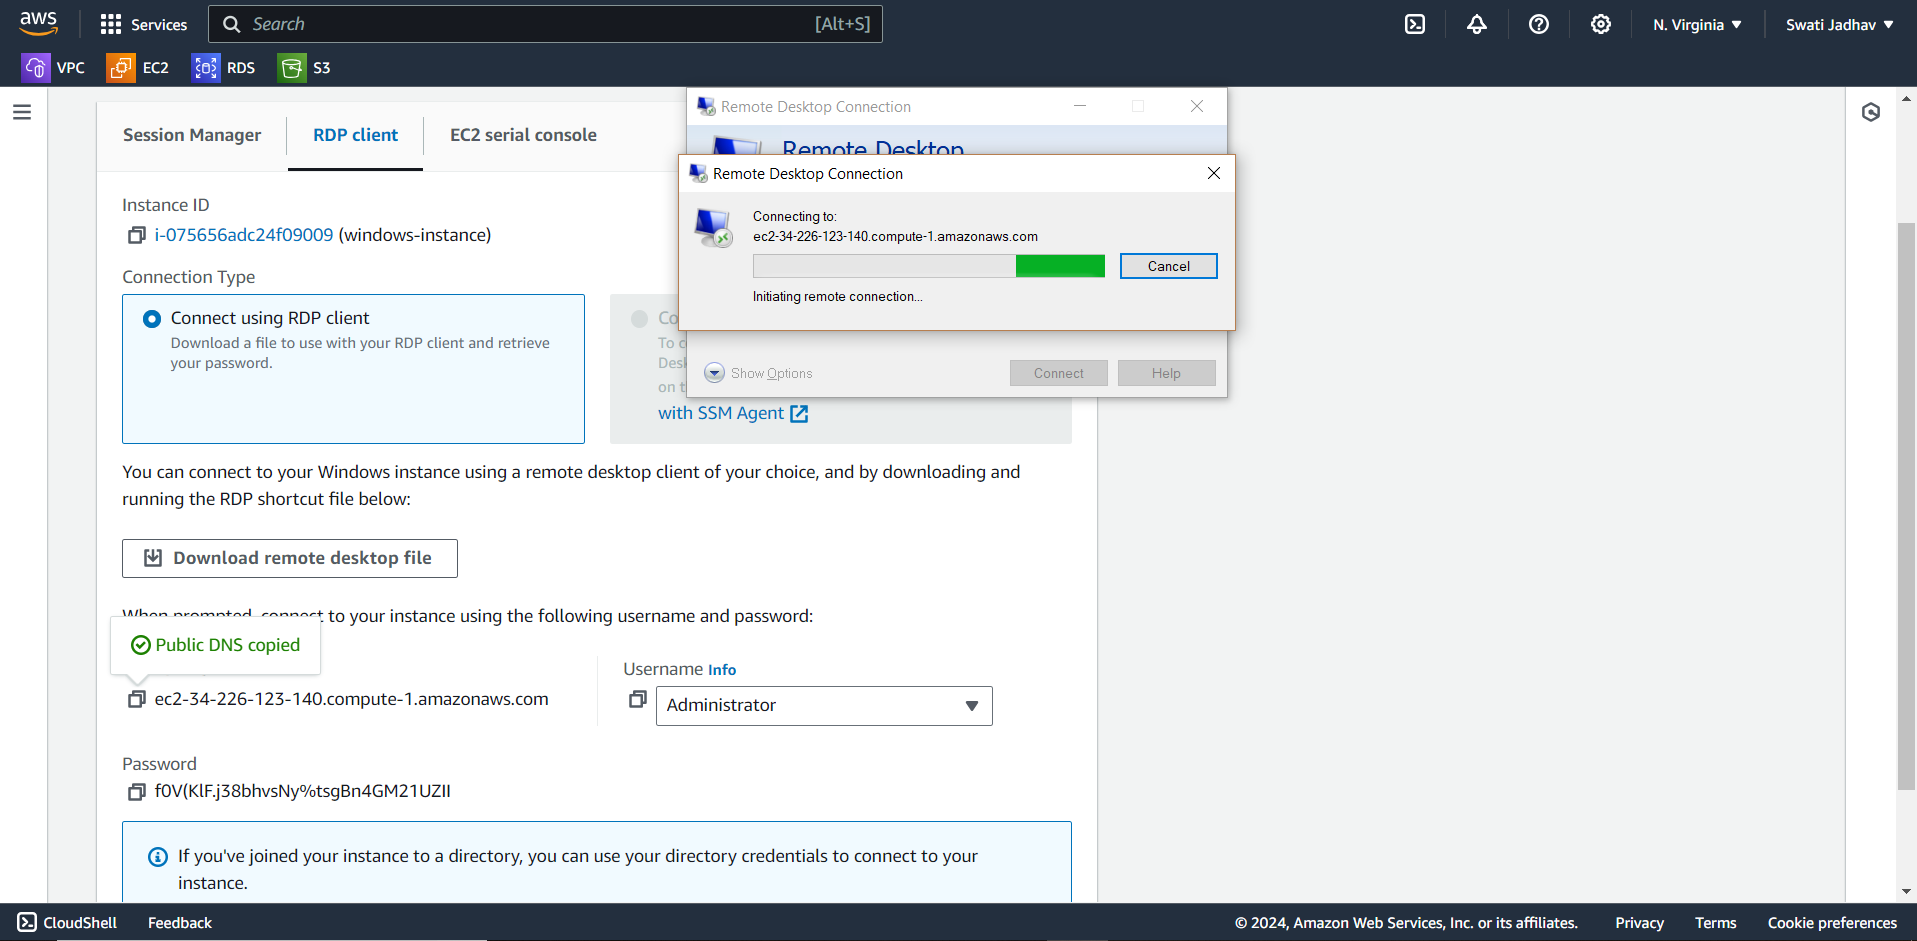 aws
Services
Search
[Alt+S]
N. Virginia
Swati Jadhav
VPC
EC2
RDS
S3
Session Manager
RDP client
EC2 serial console
Remote Desktop Connection
Remote Desktop
Remote Desktop Connection
Connecting to:
ec2-34-226-123-140.compute-1.amazonaws.com
Cancel
Initiating remote connection...
Show Options
Connect
Help
Instance ID
i-075656adc24f09009 (windows-instance)
Connection Type
Connect using RDP client
Download a file to use with your RDP client and retrieve
your password.
Co
To c
Desk
on t
with SSM Agent
You can connect to your Windows instance using a remote desktop client of your choice, and by downloading and
running the RDP shortcut file below:
Download remote desktop file
When prompted, connect to your instance using the following username and password:
Public DNS copied
ec2-34-226-123-140.compute-1.amazonaws.com
Username Info
Administrator
Password
f0V(KlF.j38bhvsNy%tsgBn4GM21UZII
If you've joined your instance to a directory, you can use your directory credentials to connect to your
instance.
CloudShell
Feedback
© 2024, Amazon Web Services, Inc. or its affiliates.
Privacy
Terms
Cookie preferences